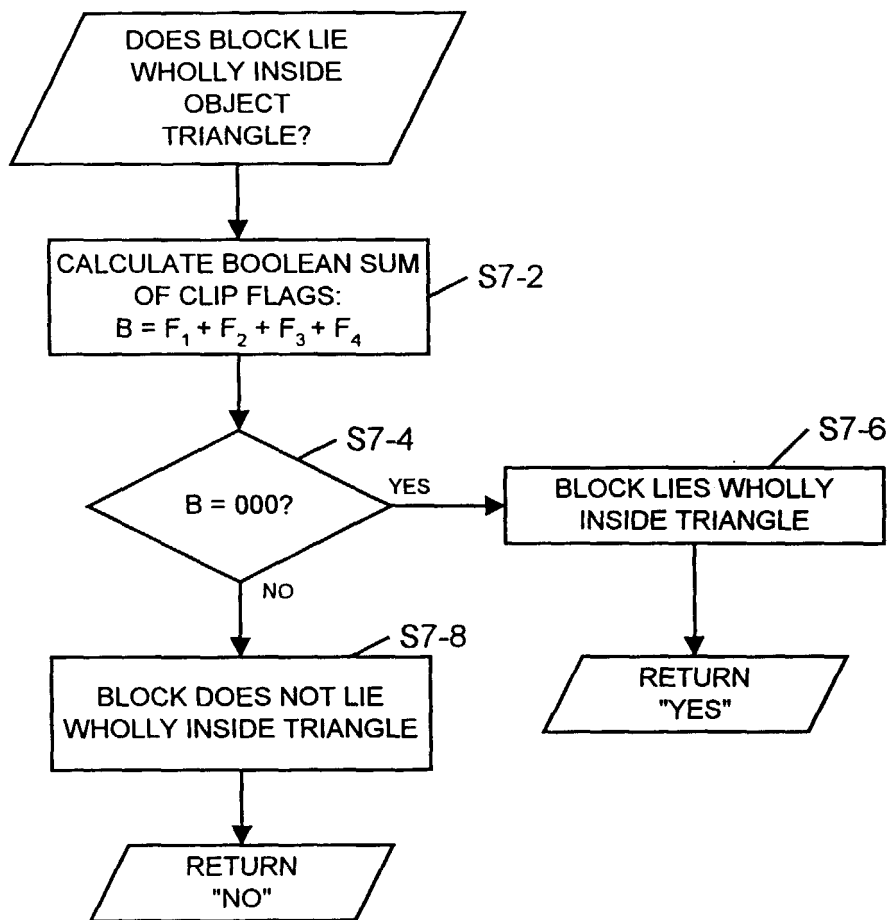 DOES BLOCK LIE
WHOLLY INSIDE
OBJECT
TRIANGLE?
CALCULATE BOOLEAN SUM
OF CLIP FLAGS:
B = F₁ + F₂ + F₃ + F₄
S7-2
S7-4
B = 000?
YES
NO
S7-6
BLOCK LIES WHOLLY
INSIDE TRIANGLE
S7-8
BLOCK DOES NOT LIE
WHOLLY INSIDE TRIANGLE
RETURN
"YES"
RETURN
"NO"